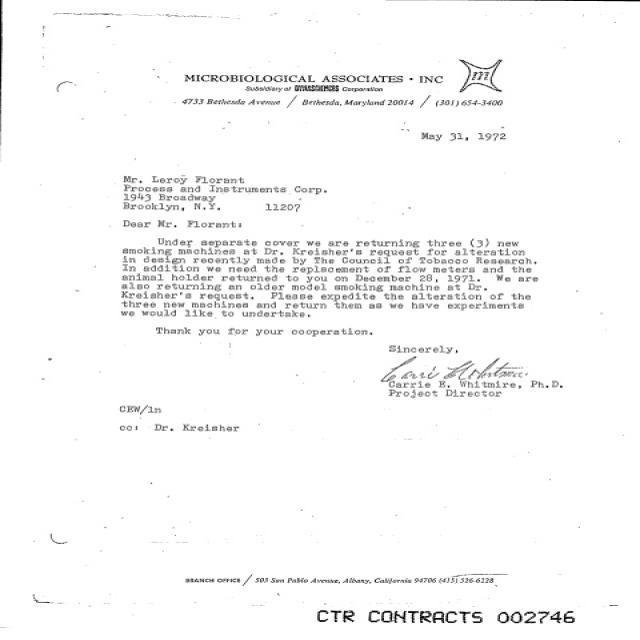 MICROBIOLOGICAL ASSOCIATES · INC
m
Subsidiary of DYNASCIENCES Corporation
4733 Bethesda Avenue / Bethesda, Maryland 20014 / (301) 654-3400
May 31, 1972
Mr. Leroy Florant
Process and Instruments Corp.
1943 Broadway
Brooklyn, N.Y. 11207
Dear Mr. Florant:
Under separate cover we are returning three (3) new
smoking machines at Dr. Kreisher's request for alteration
in design recently made by The Council of Tobacco Research.
In addition we need the replacement of flow meters and the
animal holder returned to you on December 28, 1971. We are
also returning an older model smoking machine at Dr.
Kreisher's request. Please expedite the alteration of the
three new machines and return them as we have experiments
we would like to undertake.
Thank you for your cooperation.
Sincerely,
Carrie E. Whitmire
Carrie E. Whitmire, Ph.D.
Project Director
CEW/ln
cc: Dr. Kreisher
BRANCH OFFICE / 503 San Pablo Avenue, Albany, California 94706 (415) 526-6128
CTR CONTRACTS 002746